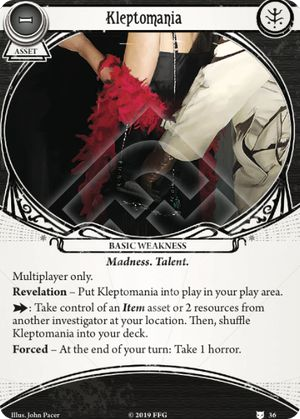 Kleptomania
ASSET
BASIC WEAKNESS
Madness. Talent.
Multiplayer only.
Revelation – Put Kleptomania into play in your play area.
: Take control of an Item asset or 2 resources from
another investigator at your location. Then, shuffle
Kleptomania into your deck.
Forced – At the end of your turn: Take 1 horror.
Illus. John Pacer
© 2019 FFG
36